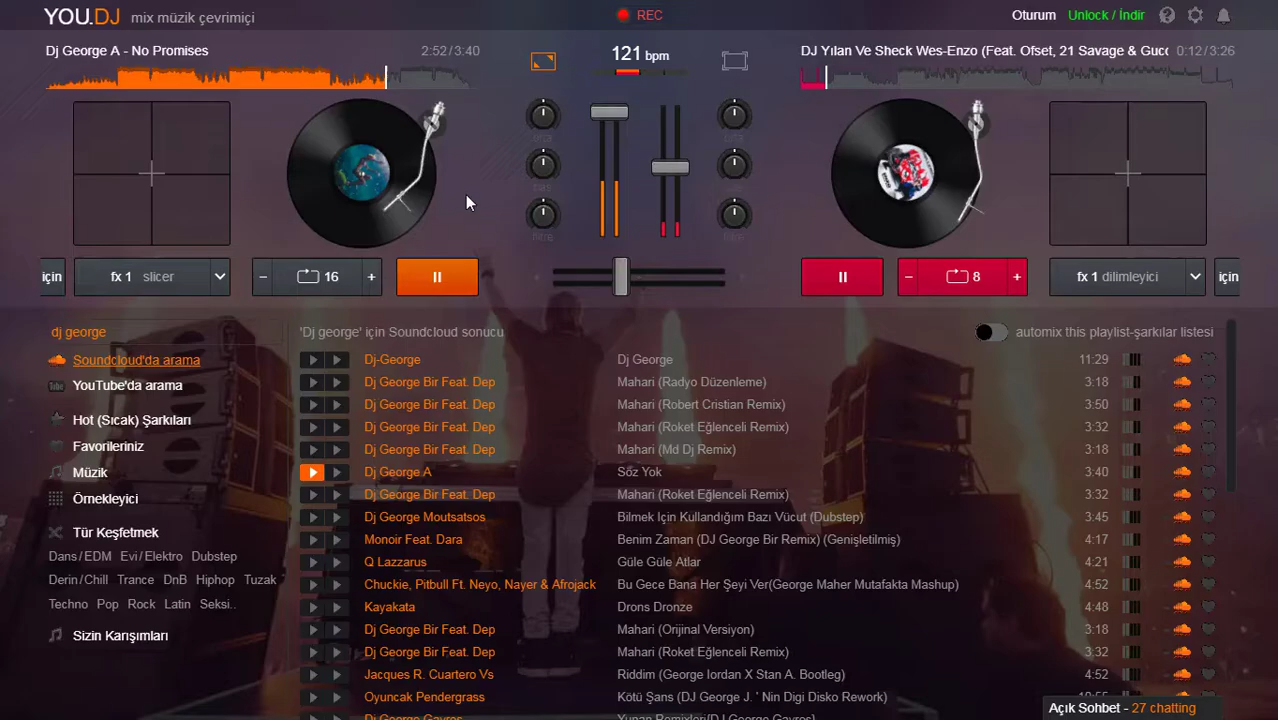 YOU.DJ mix müzik çevrimiçi
REC
Oturum Unlock / İndir
Dj George A - No Promises 2:52/3:40
121 bpm
DJ Yılan Ve Sheck Wes-Enzo (Feat. Ofset, 21 Savage & Gucc 0:12/3:26
için fx 1 slicer − 16 +
− 8 + fx 1 dilimleyici için
dj george
Soundcloud'da arama
YouTube'da arama
Hot (Sıcak) Şarkıları
Favorileriniz
Müzik
Örnekleyici
Tür Keşfetmek
Dans/EDM Evi/Elektro Dubstep
Derin/Chill Trance DnB Hiphop Tuzak
Techno Pop Rock Latin Seksi..
Sizin Karışımları
'Dj george' için Soundcloud sonucu
automix this playlist-şarkılar listesi
Dj-George Dj George 11:29
Dj George Bir Feat. Dep Mahari (Radyo Düzenleme) 3:18
Dj George Bir Feat. Dep Mahari (Robert Cristian Remix) 3:50
Dj George Bir Feat. Dep Mahari (Roket Eğlenceli Remix) 3:32
Dj George Bir Feat. Dep Mahari (Md Dj Remix) 3:18
Dj George A Söz Yok 3:40
Dj George Bir Feat. Dep Mahari (Roket Eğlenceli Remix) 3:32
Dj George Moutsatsos Bilmek Için Kullandığım Bazı Vücut (Dubstep) 3:45
Monoir Feat. Dara Benim Zaman (DJ George Bir Remix) (Genişletilmiş) 4:17
Q Lazzarus Güle Güle Atlar 4:21
Chuckie, Pitbull Ft. Neyo, Nayer & Afrojack Bu Gece Bana Her Şeyi Ver(George Maher Mutafakta Mashup) 4:52
Kayakata Drons Dronze 4:48
Dj George Bir Feat. Dep Mahari (Orijinal Versiyon) 3:18
Dj George Bir Feat. Dep Mahari (Roket Eğlenceli Remix) 3:32
Jacques R. Cuartero Vs Riddim (George X Stan A. Bootleg) 4:52
Oyuncak Pendergrass Kötü Şans (DJ George J. ' Nin Digi Disko Rework)
Dj George Gavres Yunan Remixleri(DJ George Gavres)
Açık Sohbet - 27 chatting